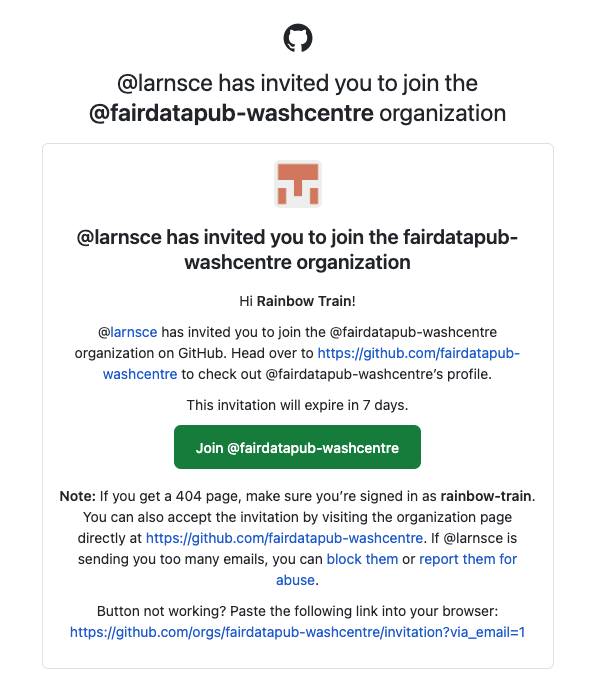 @larnsce has invited you to join the
@fairdatapub-washcentre organization
@larnsce has invited you to join the fairdatapub-
washcentre organization
Hi Rainbow Train!
@larnsce has invited you to join the @fairdatapub-washcentre
organization on GitHub. Head over to https://github.com/fairdatapub-
washcentre to check out @fairdatapub-washcentre’s profile.
This invitation will expire in 7 days.
Join @fairdatapub-washcentre
Note: If you get a 404 page, make sure you’re signed in as rainbow-train.
You can also accept the invitation by visiting the organization page
directly at https://github.com/fairdatapub-washcentre. If @larnsce is
sending you too many emails, you can block them or report them for
abuse.
Button not working? Paste the following link into your browser:
https://github.com/orgs/fairdatapub-washcentre/invitation?via_email=1